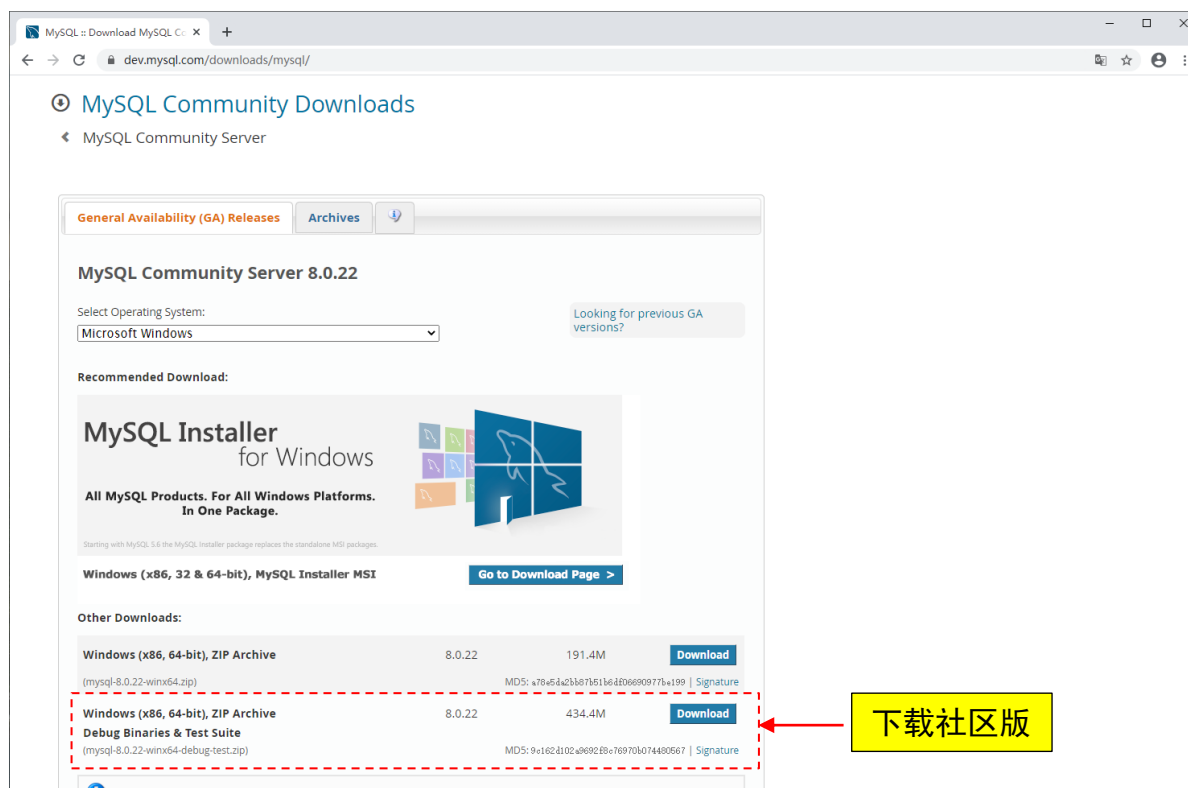 MySQL :: Download MySQL Co
dev.mysql.com/downloads/mysql/
MySQL Community Downloads
MySQL Community Server
General Availability (GA) Releases
Archives
MySQL Community Server 8.0.22
Select Operating System:
Looking for previous GA versions?
Microsoft Windows
Recommended Download:
MySQL Installer
for Windows
All MySQL Products. For All Windows Platforms.
In One Package.
Starting with MySQL 5.6 the MySQL Installer package replaces the standalone MSI packages.
Windows (x86, 32 & 64-bit), MySQL Installer MSI
Go to Download Page >
Other Downloads:
Windows (x86, 64-bit), ZIP Archive 8.0.22 191.4M Download
(mysql-8.0.22-winx64.zip) MD5: a78e5da2bb87b51b6df06690977be199 | Signature
Windows (x86, 64-bit), ZIP Archive 8.0.22 434.4M Download
Debug Binaries & Test Suite
(mysql-8.0.22-winx64-debug-test.zip) MD5: 9c162d102a9692f8c76970b074480567 | Signature
下载社区版